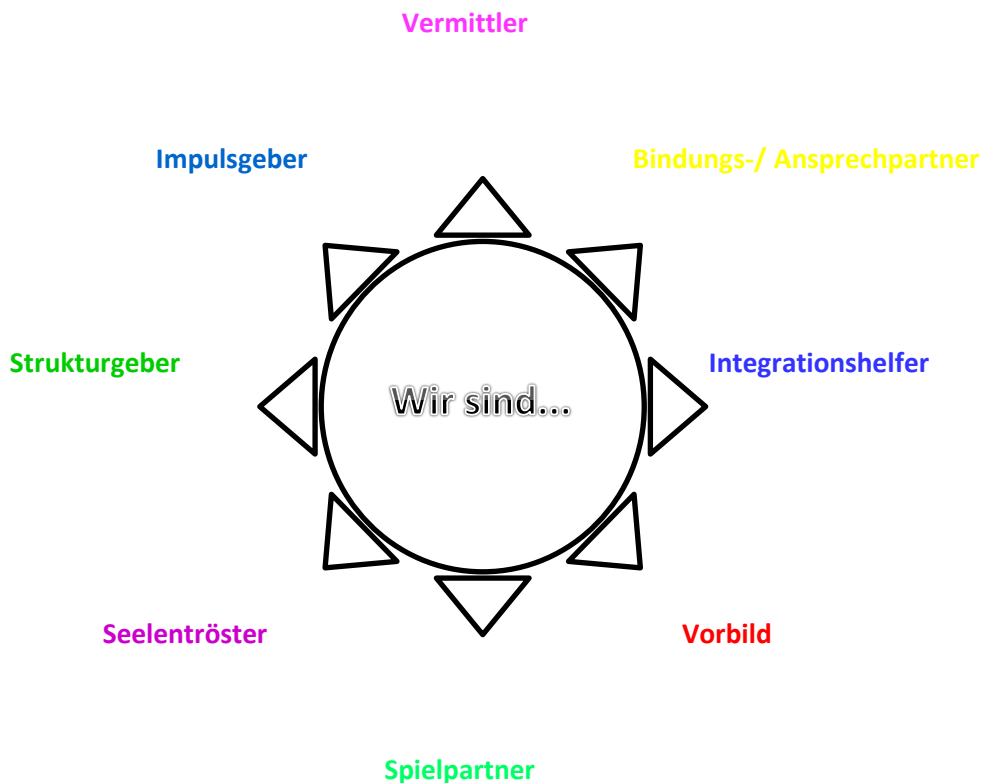 Vermittler
Impulsgeber
Bindungs-/ Ansprechpartner
Strukturgeber
Integrationshelfer
Wir sind...
Seelentröster
Vorbild
Spielpartner